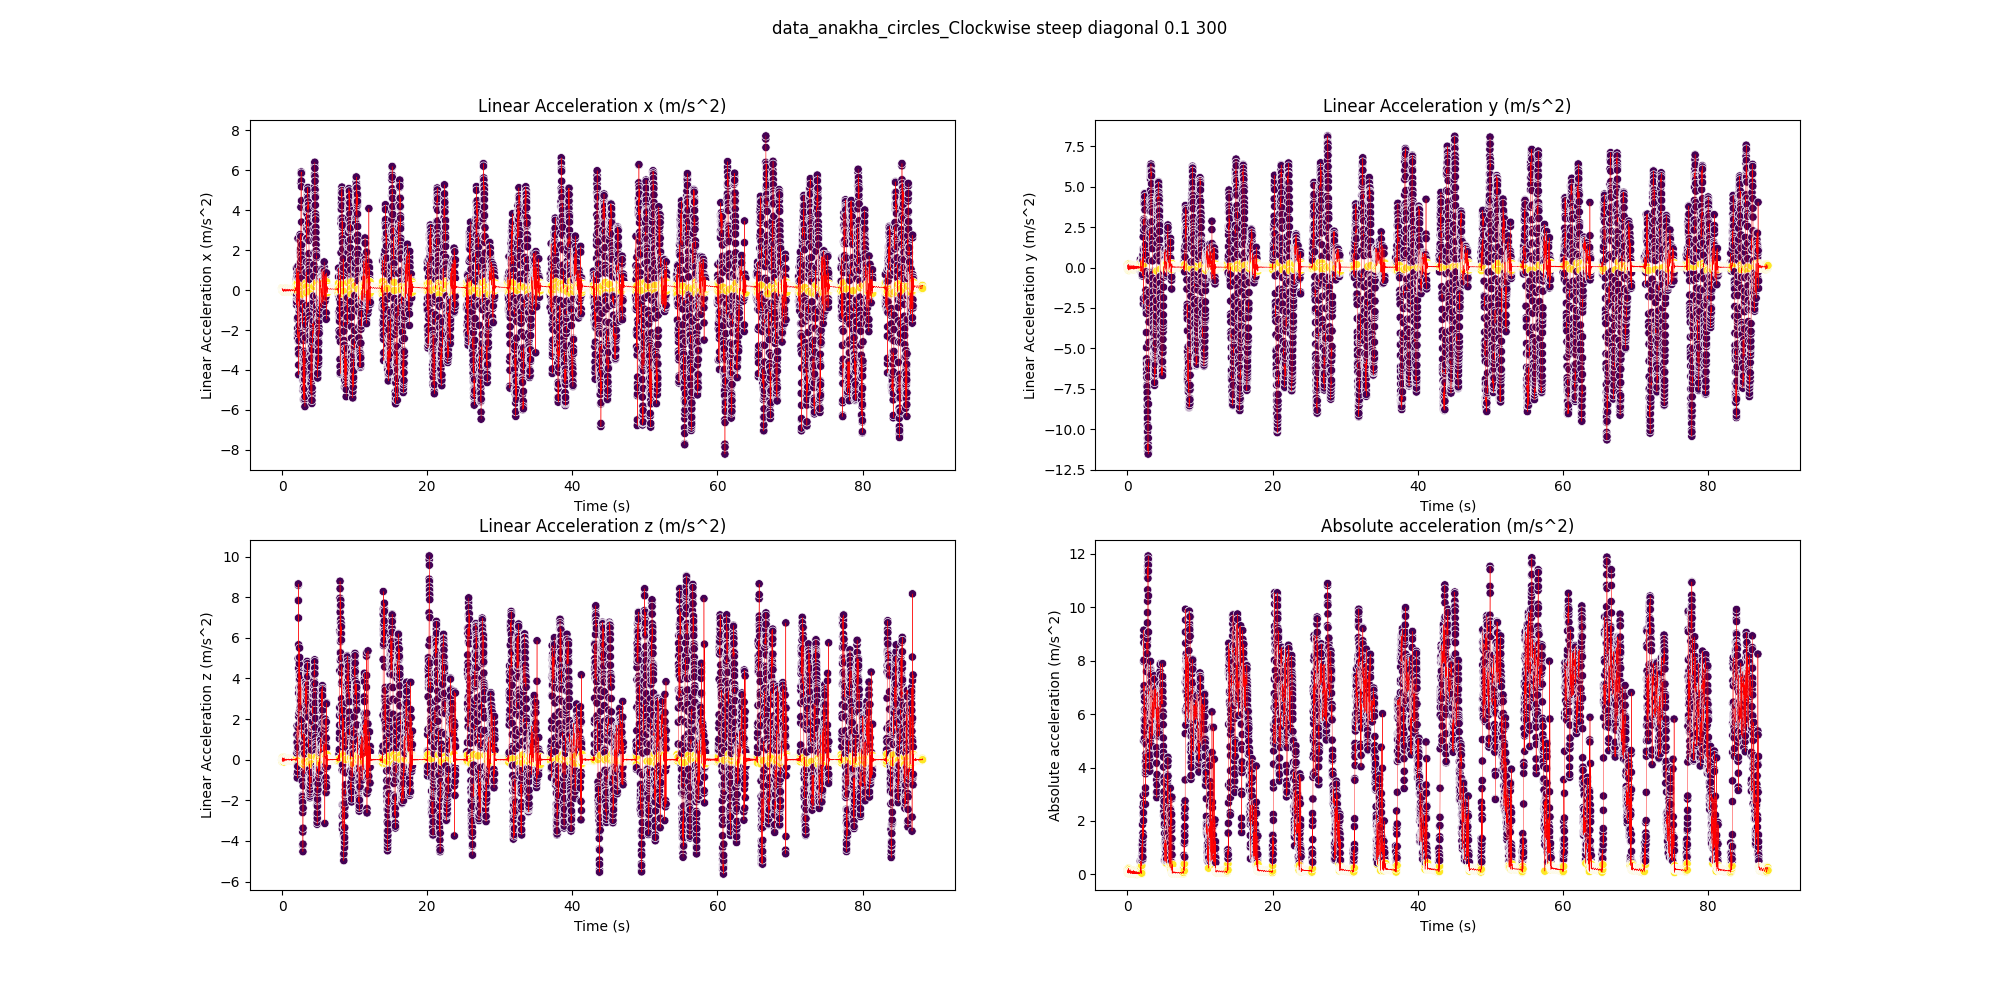 data_anakha_circles_Clockwise steep diagonal 0.1 300
Linear Acceleration x (m/s^2)
Linear Acceleration x (m/s^2)
8
6
4
2
0
−2
−4
−6
−8
0 20 40 60 80
Time (s)
Linear Acceleration y (m/s^2)
Linear Acceleration y (m/s^2)
7.5
5.0
2.5
0.0
−2.5
−5.0
−7.5
−10.0
−12.5
0 20 40 60 80
Time (s)
Linear Acceleration z (m/s^2)
Linear Acceleration z (m/s^2)
10
8
6
4
2
0
−2
−4
−6
0 20 40 60 80
Time (s)
Absolute acceleration (m/s^2)
Absolute acceleration (m/s^2)
12
10
8
6
4
2
0
0 20 40 60 80
Time (s)